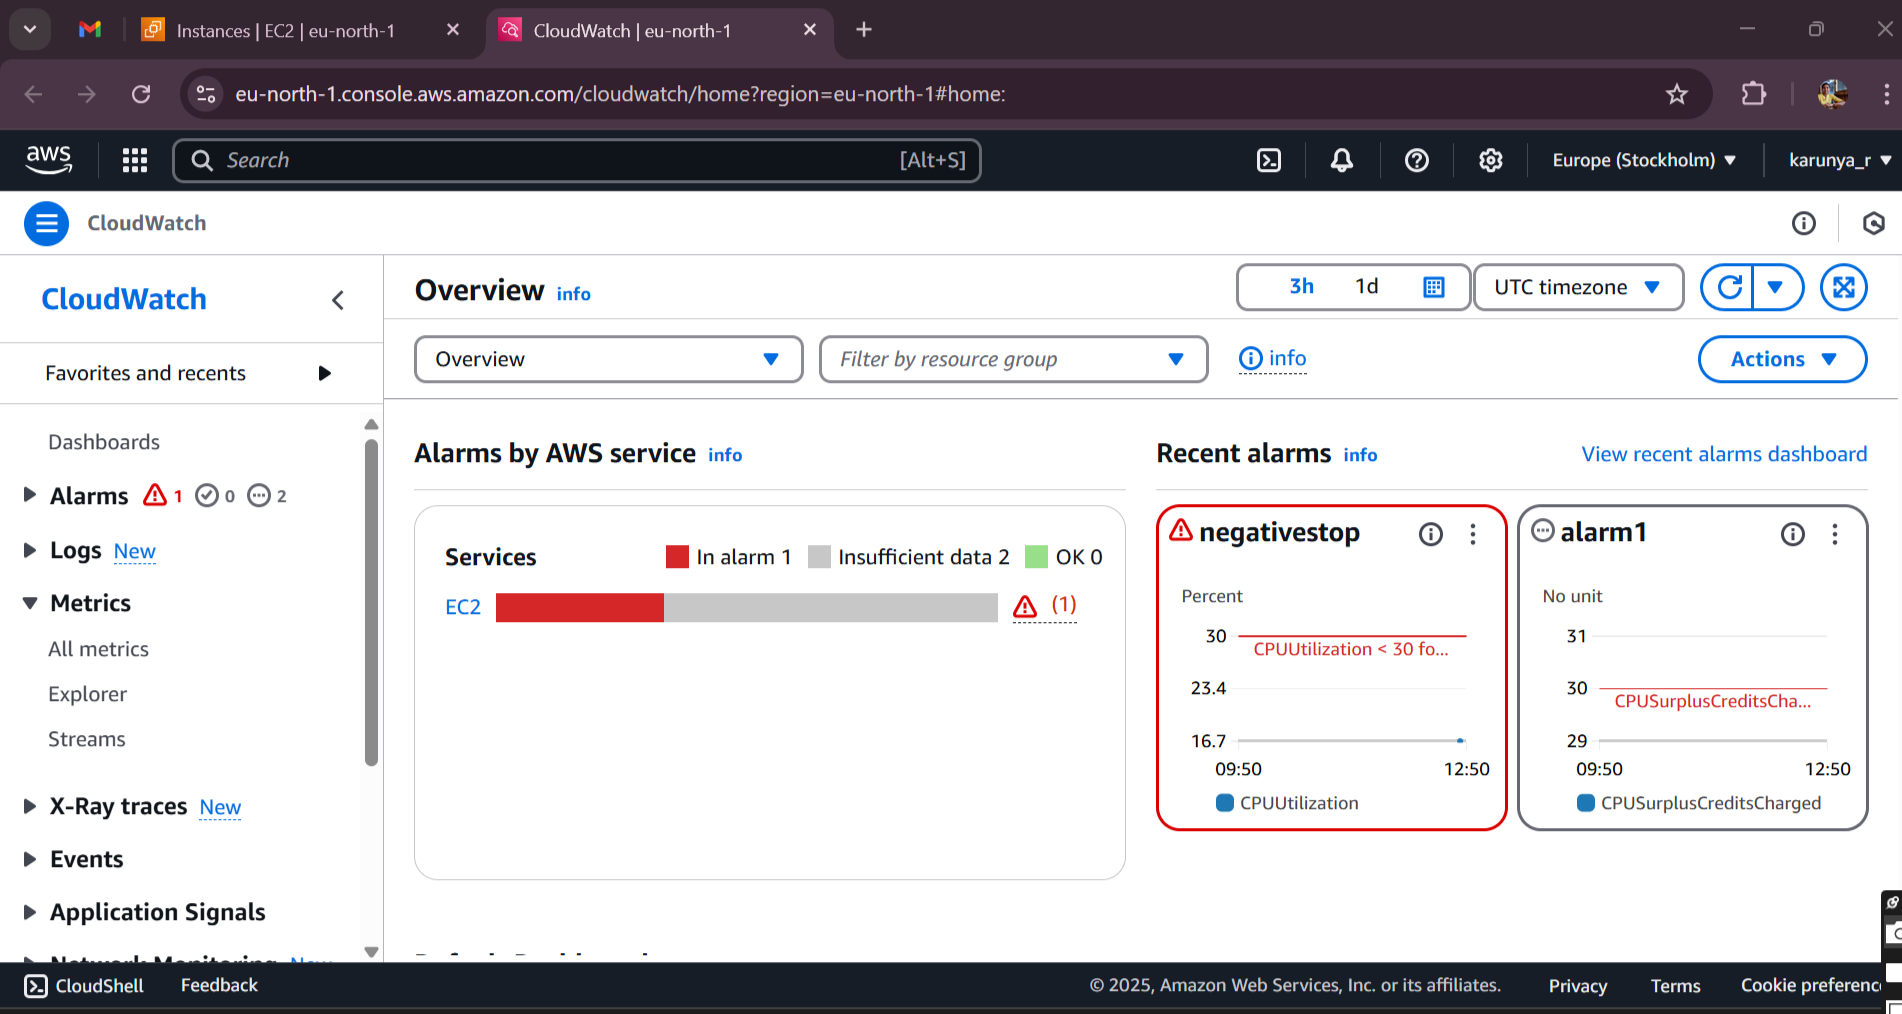 Instances | EC2 | eu-north-1
CloudWatch | eu-north-1
eu-north-1.console.aws.amazon.com/cloudwatch/home?region=eu-north-1#home:
aws
Search
[Alt+S]
Europe (Stockholm)
karunya_r
CloudWatch
CloudWatch
Favorites and recents
Dashboards
Alarms 1 0 2
Logs New
Metrics
All metrics
Explorer
Streams
X-Ray traces New
Events
Application Signals
Overview info
3h 1d
UTC timezone
Overview
Filter by resource group
info
Actions
Alarms by AWS service info
Services
In alarm 1 Insufficient data 2 OK 0
EC2 (1)
Recent alarms info
View recent alarms dashboard
negativestop
Percent
30
CPUUtilization < 30 fo...
23.4
16.7
09:50 12:50
CPUUtilization
alarm1
No unit
31
30
CPUSurplusCreditsCha...
29
09:50 12:50
CPUSurplusCreditsCharged
CloudShell Feedback
© 2025, Amazon Web Services, Inc. or its affiliates. Privacy Terms Cookie preferenc